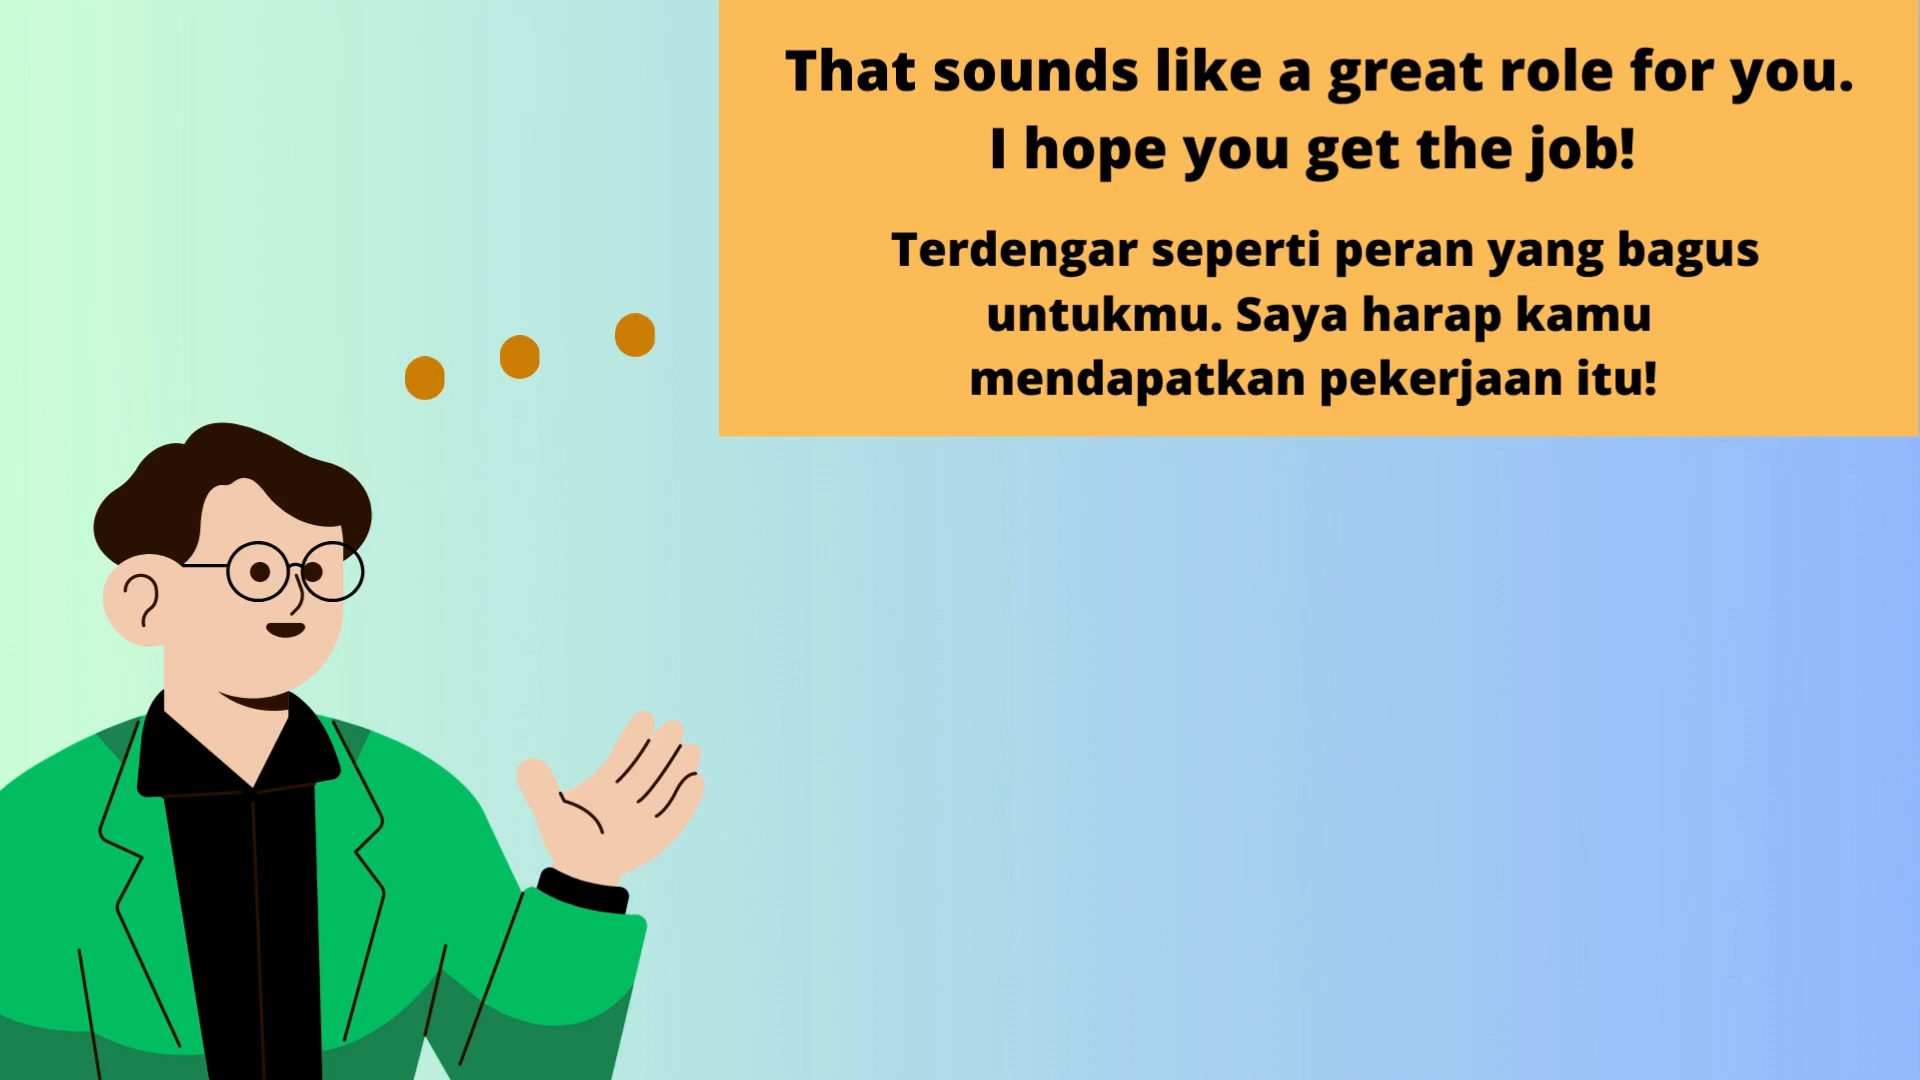 That sounds like a great role for you.
I hope you get the job!
Terdengar seperti peran yang bagus
untukmu. Saya harap kamu
mendapatkan pekerjaan itu!